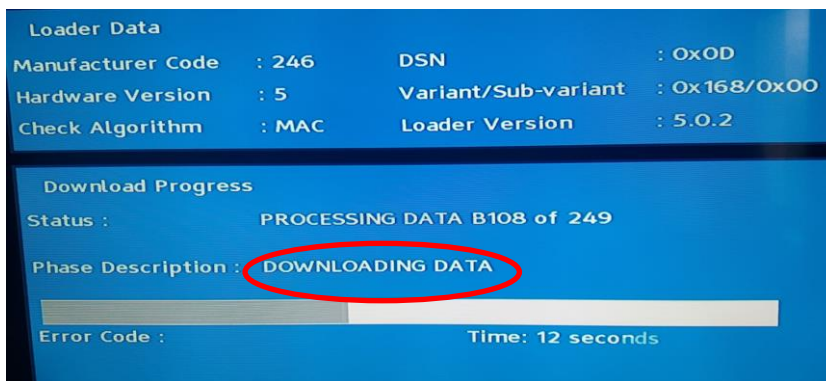 Loader Data
Manufacturer Code : 246 DSN : 0x0D
Hardware Version : 5 Variant/Sub-variant : 0x168/0x00
Check Algorithm : MAC Loader Version : 5.0.2
Download Progress
Status : PROCESSING DATA B108 of 249
Phase Description : DOWNLOADING DATA
Error Code : Time: 12 seconds